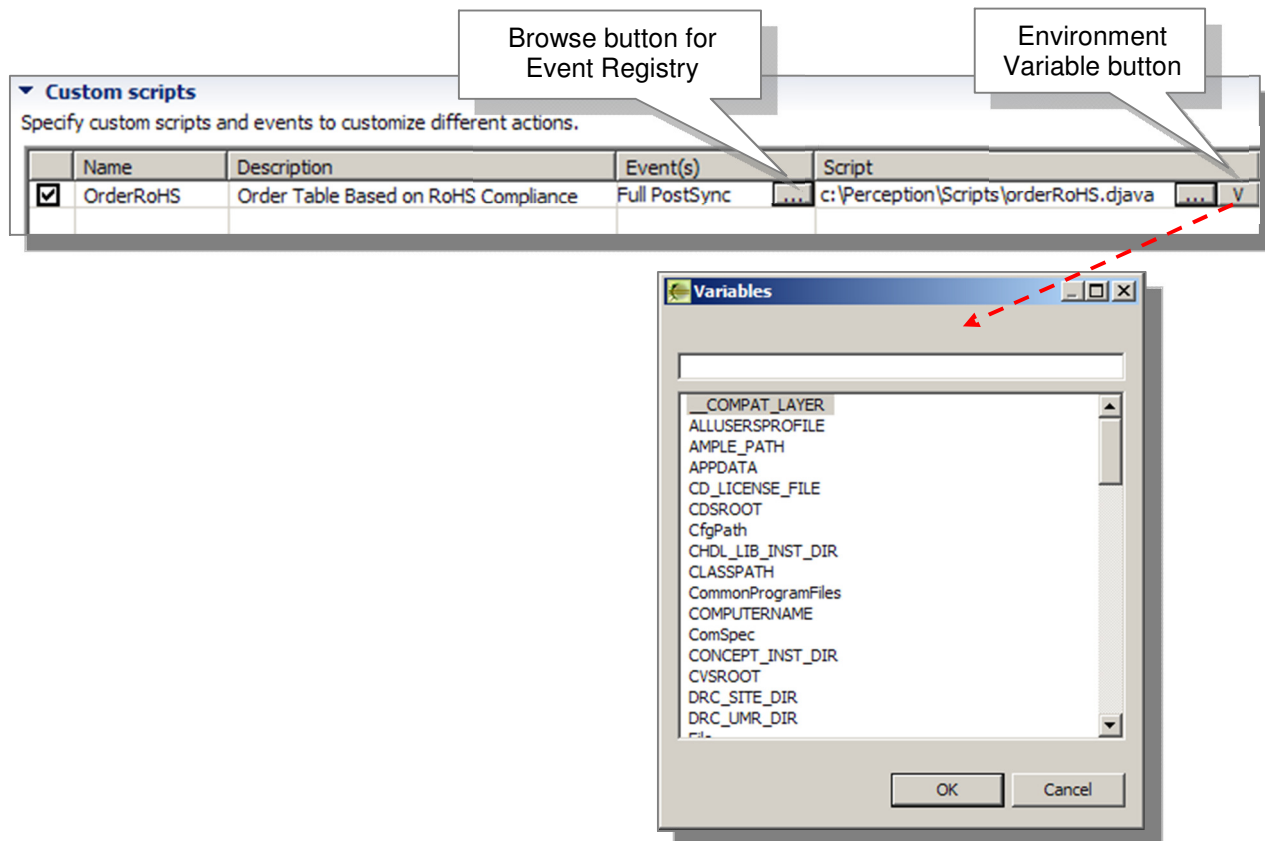 Browse button for
Event Registry
Environment
Variable button
Custom scripts
Specify custom scripts and events to customize different actions.
Name Description Event(s) Script
OrderRoHS Order Table Based on RoHS Compliance Full PostSync ... c:\Perception\Scripts\orderRoHS.djava ... V
Variables
__COMPAT_LAYER
ALLUSERSPROFILE
AMPLE_PATH
APPDATA
CD_LICENSE_FILE
CDSROOT
CfgPath
CHDL_LIB_INST_DIR
CLASSPATH
CommonProgramFiles
COMPUTERNAME
ComSpec
CONCEPT_INST_DIR
CVSROOT
DRC_SITE_DIR
DRC_UMR_DIR
OK Cancel